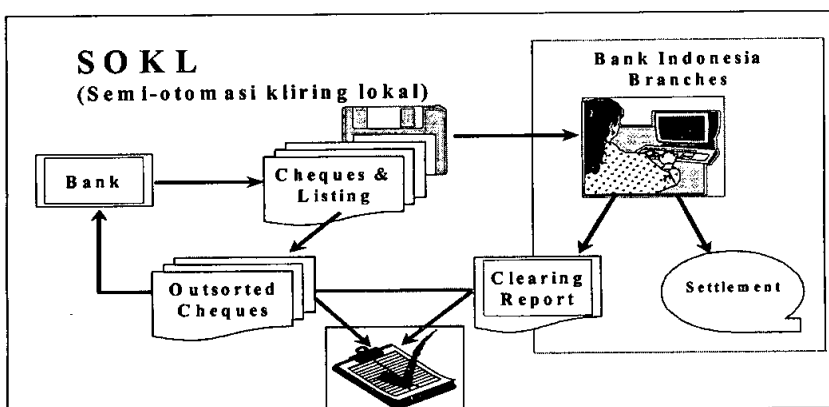 SOKL
(Semi-otomasi kliring lokal)
Bank Indonesia
Branches
Bank
Cheques &
Listing
Outsorted
Cheques
Clearing
Report
Settlement